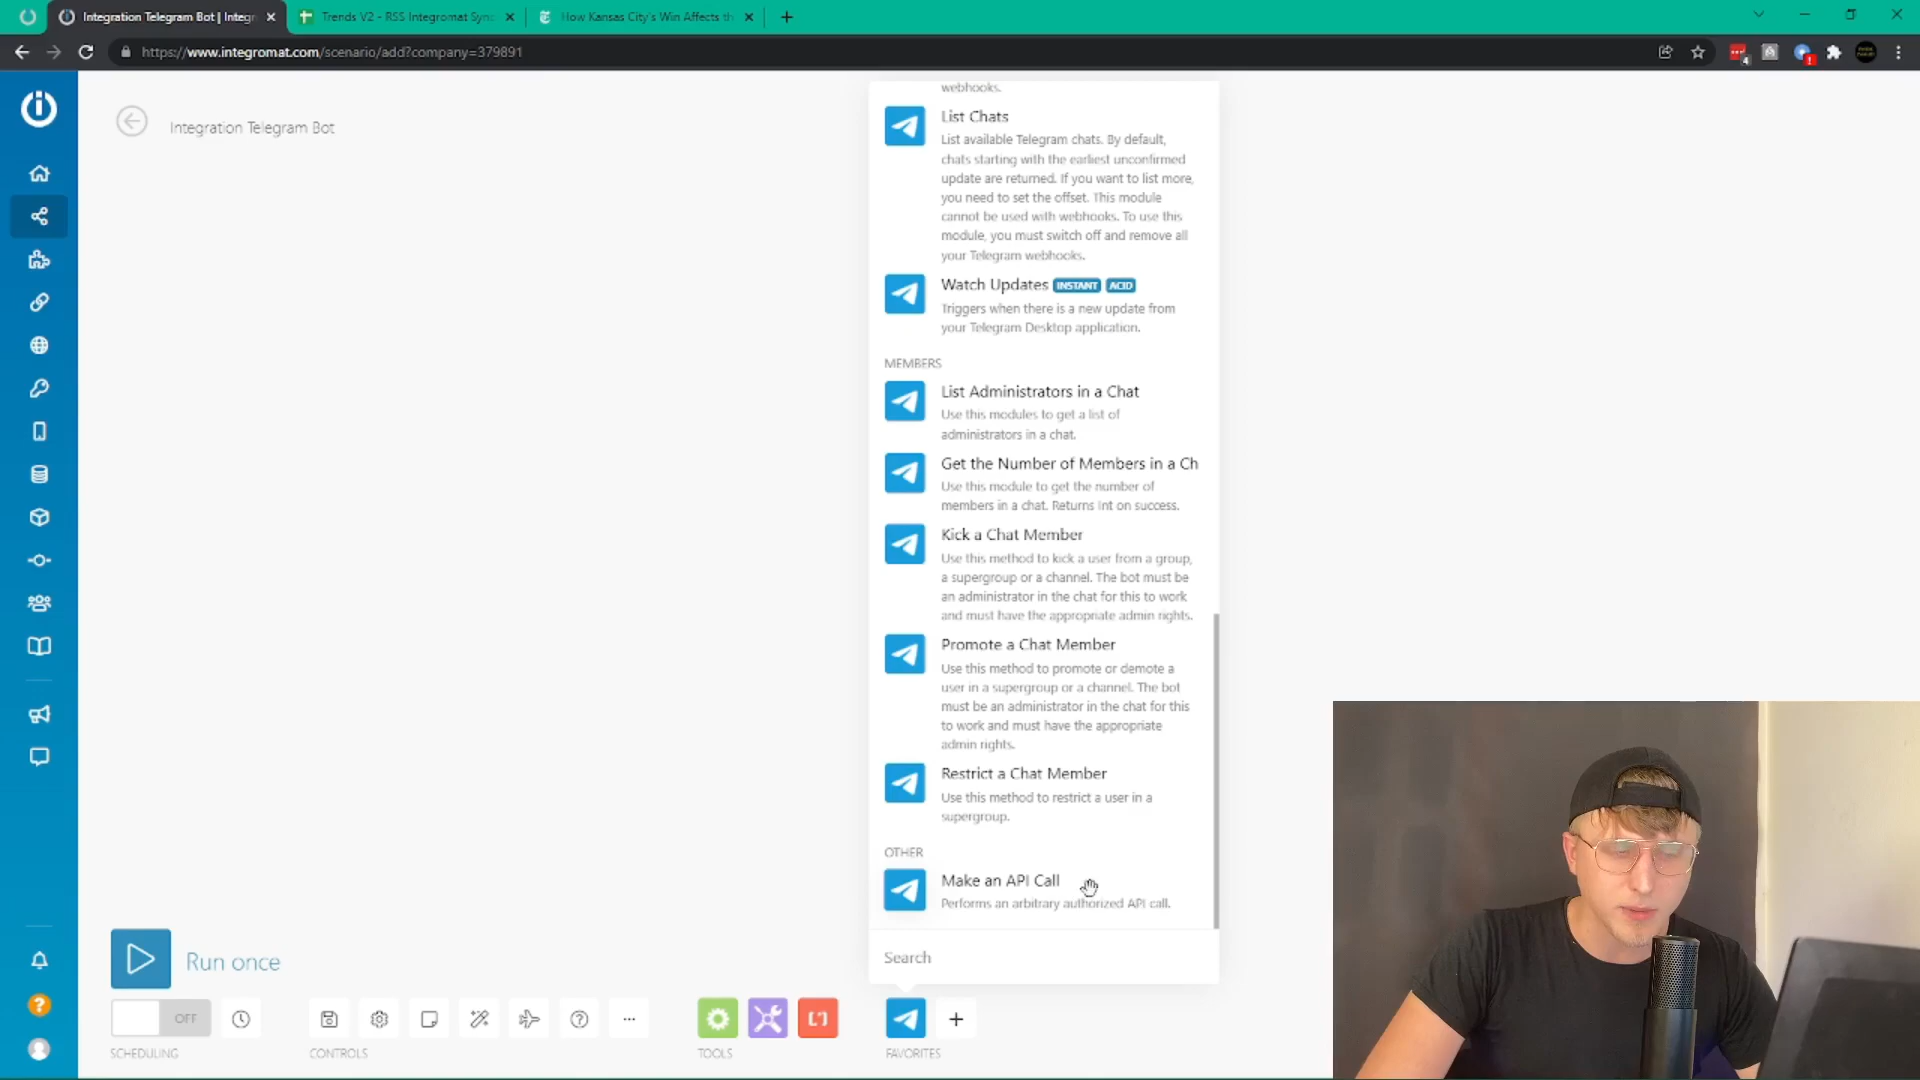 Integration Telegram Bot | Integr
Trends V2 - RSS Integromat Sync
How Kansas City's Win Affects th
https://www.integromat.com/scenario/add?company=379891
4
1
Integration Telegram Bot
webhooks.
List Chats
List available Telegram chats. By default,
chats starting with the earliest unconfirmed
update are returned. If you want to list more,
you need to set the offset. This module
cannot be used with webhooks. To use this
module, you must switch off and remove all
your Telegram webhooks.
Watch Updates INSTANT ACID
Triggers when there is a new update from
your Telegram Desktop application.
MEMBERS
List Administrators in a Chat
Use this modules to get a list of
administrators in a chat.
Get the Number of Members in a Ch
Use this module to get the number of
members in a chat. Returns Int on success.
Kick a Chat Member
Use this method to kick a user from a group,
a supergroup or a channel. The bot must be
an administrator in the chat for this to work
and must have the appropriate admin rights.
Promote a Chat Member
Use this method to promote or demote a
user in a supergroup or a channel. The bot
must be an administrator in the chat for this
to work and must have the appropriate
admin rights.
Restrict a Chat Member
Use this method to restrict a user in a
supergroup.
OTHER
Make an API Call
Performs an arbitrary authorized API call.
Search
Run once
OFF
SCHEDULING
CONTROLS
TOOLS
FAVORITES